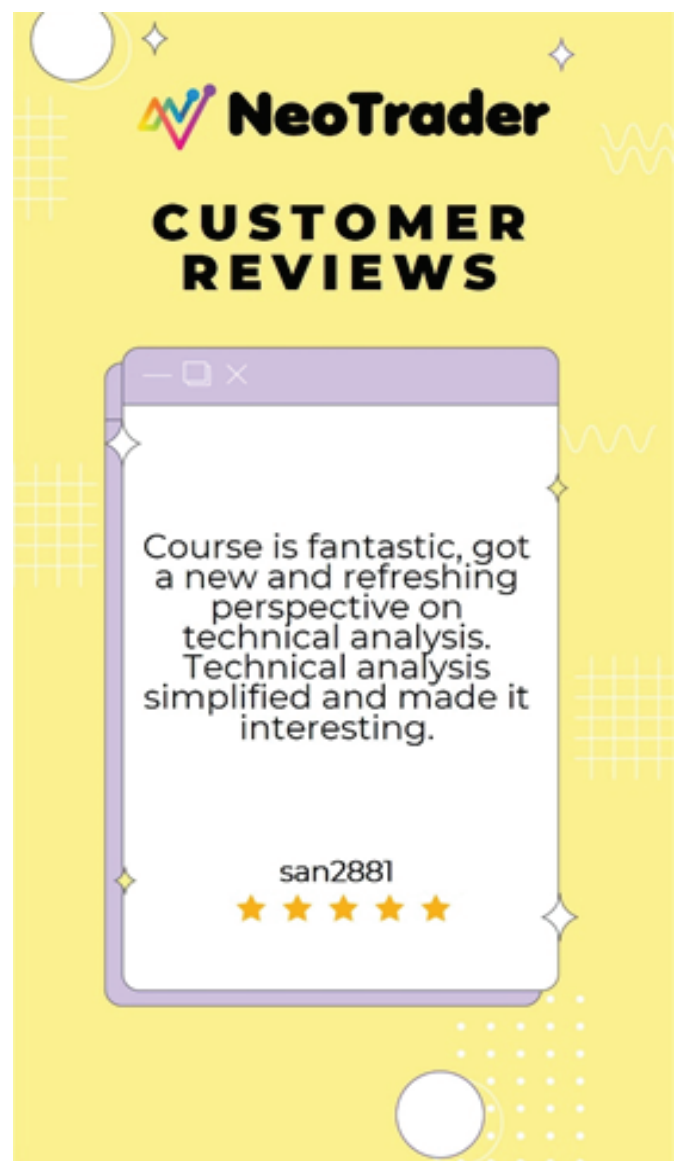 NeoTrader
CUSTOMER
REVIEWS
Course is fantastic, got
a new and refreshing
perspective on
technical analysis.
Technical analysis
simplified and made it
interesting.
san2881